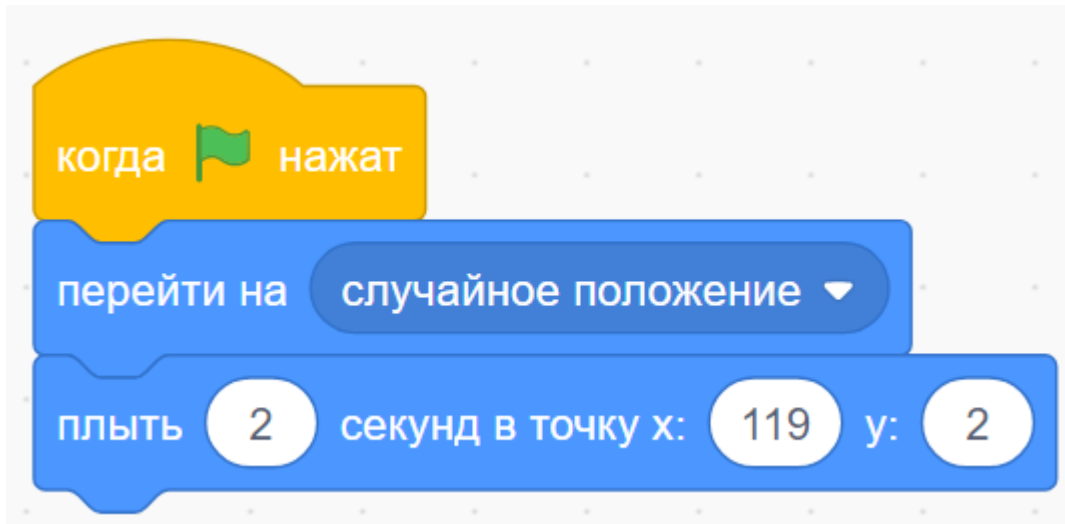 когда нажат
перейти на случайное положение
плыть 2 секунд в точку x: 119 y: 2